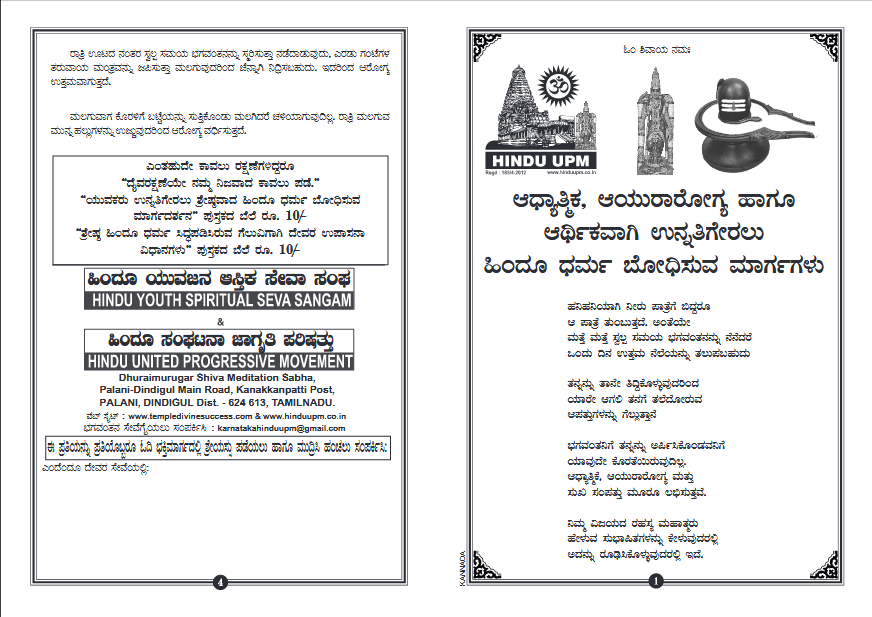 ರಾತ್ರಿ ಊಟದ ನಂತರ ಸ್ವಲ್ಪ ಸಮಯ ಭಗವಂತನನ್ನು ಸ್ಮರಿಸುತ್ತಾ ನಡೆದಾಡುವುದು, ಎರಡು ಗಂಟೆಗಳ
ತರುವಾಯ ಮಂತ್ರವನ್ನು ಜಪಿಸುತ್ತಾ ಮಲಗುವುದರಿಂದ ಚೆನ್ನಾಗಿ ನಿದ್ರಿಸಬಹುದು. ಇದರಿಂದ ಆರೋಗ್ಯ
ಉತ್ತಮವಾಗುತ್ತದೆ.
ಮಲಗುವಾಗ ಕೊರಳಿಗೆ ಬಟ್ಟೆಯನ್ನು ಸುತ್ತಿಕೊಂಡು ಮಲಗಿದರೆ ಚಳಿಯಾಗುವುದಿಲ್ಲ. ರಾತ್ರಿ ಮಲಗುವ
ಮುನ್ನ ಹಲ್ಲುಗಳನ್ನು ಉಜ್ಜುವುದರಿಂದ ಆರೋಗ್ಯ ವರ್ಧಿಸುತ್ತದೆ.
ಎಂತಹುದೇ ಕಾವಲು ರಕ್ಷಣೆಗಳಿದ್ದರೂ
“ದೈವರಕ್ಷಣೆಯೇ ನಮ್ಮ ನಿಜವಾದ ಕಾವಲು ಪಡೆ.”
“ಯುವಕರು ಉನ್ನತಿಗೇರಲು ಶ್ರೇಷ್ಠವಾದ ಹಿಂದೂ ಧರ್ಮ ಬೋಧಿಸುವ
ಮಾರ್ಗದರ್ಶನ” ಪುಸ್ತಕದ ಬೆಲೆ ರೂ. 10/-
“ಶ್ರೇಷ್ಠ ಹಿಂದೂ ಧರ್ಮ ಸಿದ್ಧಪಡಿಸಿರುವ ಗೆಲುವಿಗಾಗಿ ದೇವರ ಉಪಾಸನಾ
ವಿಧಾನಗಳು” ಪುಸ್ತಕದ ಬೆಲೆ ರೂ. 10/-
ಹಿಂದೂ ಯುವಜನ ಆಸ್ತಿಕ ಸೇವಾ ಸಂಘ
HINDU YOUTH SPIRITUAL SEVA SANGAM
&
ಹಿಂದೂ ಸಂಘಟನಾ ಜಾಗೃತಿ ಪರಿಷತ್ತು
HINDU UNITED PROGRESSIVE MOVEMENT
Dhuraimurugar Shiva Meditation Sabha,
Palani-Dindigul Main Road, Kanakkanpatti Post,
PALANI, DINDIGUL Dist. - 624 613, TAMILNADU.
ವೆಬ್ ಸೈಟ್ : www.templedivinesuccess.com & www.hinduupm.co.in
ಭಗವಂತನ ಸೇವೆಗೈಯಲು ಸಂಪರ್ಕಿಸಿ : karnatakahinduupm@gmail.com
ಈ ಪ್ರತಿಯನ್ನು ಪ್ರತಿಯೊಬ್ಬರೂ ಓದಿ ಭಕ್ತಿಮಾರ್ಗದಲ್ಲಿ ಶ್ರೇಯಸ್ಸು ಪಡೆಯಲು ಹಾಗೂ ಮುದ್ರಿಸಿ ಹಂಚಲು ಸಂಪರ್ಕಿಸಿ:
ಎಂದೆಂದೂ ದೇವರ ಸೇವೆಯಲ್ಲಿ:
4
ಓಂ ಶಿವಾಯ ನಮಃ
ॐ
HINDU UPM
Regd : 185/4-2012 www.hinduupm.co.in
ಆಧ್ಯಾತ್ಮಿಕ, ಆಯುರಾರೋಗ್ಯ ಹಾಗೂ
ಆರ್ಥಿಕವಾಗಿ ಉನ್ನತಿಗೇರಲು
ಹಿಂದೂ ಧರ್ಮ ಬೋಧಿಸುವ ಮಾರ್ಗಗಳು
ಹನಿಹನಿಯಾಗಿ ನೀರು ಪಾತ್ರೆಗೆ ಬಿದ್ದರೂ
ಆ ಪಾತ್ರೆ ತುಂಬುತ್ತದೆ. ಅಂತೆಯೇ
ಮತ್ತೆ ಮತ್ತೆ ಸ್ವಲ್ಪ ಸಮಯ ಭಗವಂತನನ್ನು ನೆನೆದರೆ
ಒಂದು ದಿನ ಉತ್ತಮ ನೆಲೆಯನ್ನು ತಲುಪಬಹುದು
ತನ್ನನ್ನು ತಾನೇ ತಿದ್ದಿಕೊಳ್ಳುವುದರಿಂದ
ಯಾರೇ ಆಗಲಿ ತನಗೆ ತಲೆದೋರುವ
ಆಪತ್ತುಗಳನ್ನು ಗೆಲ್ಲುತ್ತಾನೆ
ಭಗವಂತನಿಗೆ ತನ್ನನ್ನು ಅರ್ಪಿಸಿಕೊಂಡವನಿಗೆ
ಯಾವುದೇ ಕೊರತೆಯಿರುವುದಿಲ್ಲ.
ಆಧ್ಯಾತ್ಮಿಕೆ, ಆಯುರಾರೋಗ್ಯ ಮತ್ತು
ಸುಖ ಸಂಪತ್ತು ಮೂರೂ ಲಭಿಸುತ್ತವೆ.
ನಿಮ್ಮ ವಿಜಯದ ರಹಸ್ಯ ಮಹಾತ್ಮರು
ಹೇಳುವ ಸುಭಾಷಿತಗಳನ್ನು ಕೇಳುವುದರಲ್ಲಿ
ಅದನ್ನು ರೂಢಿಸಿಕೊಳ್ಳುವುದರಲ್ಲಿ ಇದೆ.
KANNADA
1